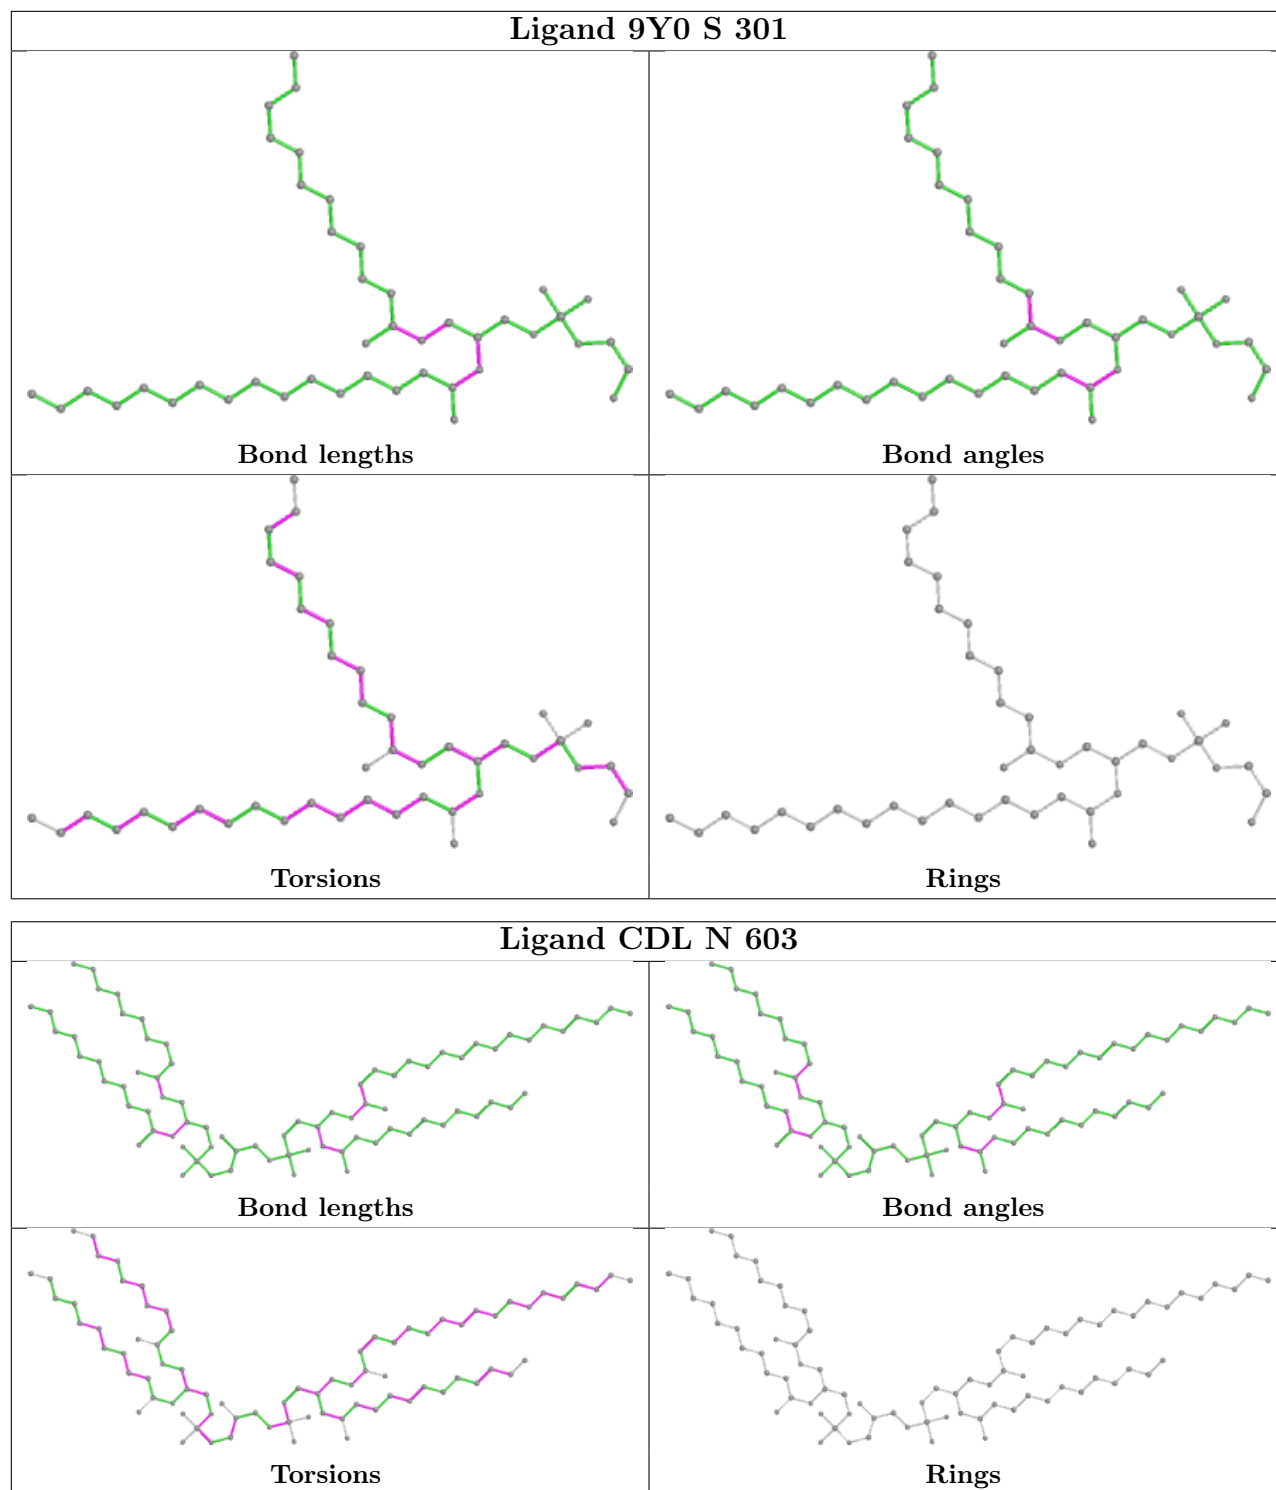 Ligand 9Y0 S 301
Bond lengths
Bond angles
Torsions
Rings
Ligand CDL N 603
Bond lengths
Bond angles
Torsions
Rings